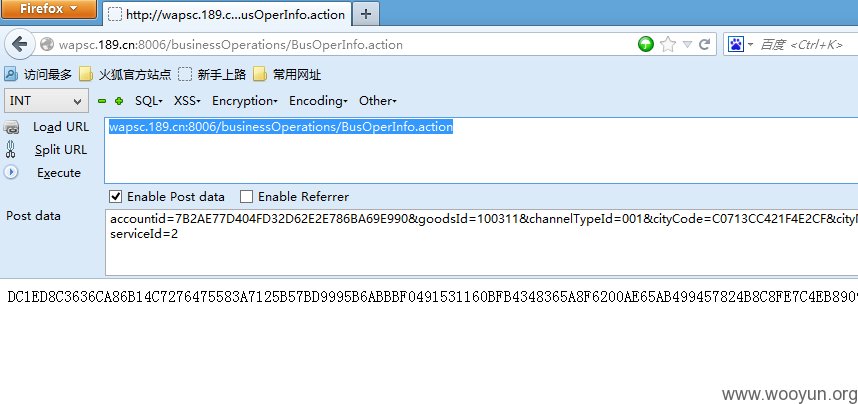 Firefox
http://wapsc.189.c...usOperInfo.action
wapsc.189.cn:8006/businessOperations/BusOperInfo.action
百度 <Ctrl+K>
访问最多 火狐官方站点 新手上路 常用网址
INT SQL XSS Encryption Encoding Other
Load URL
wapsc.189.cn:8006/businessOperations/BusOperInfo.action
Split URL
Execute
Enable Post data Enable Referrer
Post data
accountid=7B2AE77D404FD32D62E2E786BA69E990&goodsId=100311&channelTypeId=001&cityCode=C0713CC421F4E2CF&city
serviceId=2
DC1ED8C3636CA86B14C7276475583A7125B57BD9995B6ABBBF0491531160BFB4348365A8F6200AE65AB499457824B8C8FE7C4EB890
www.wooyun.org